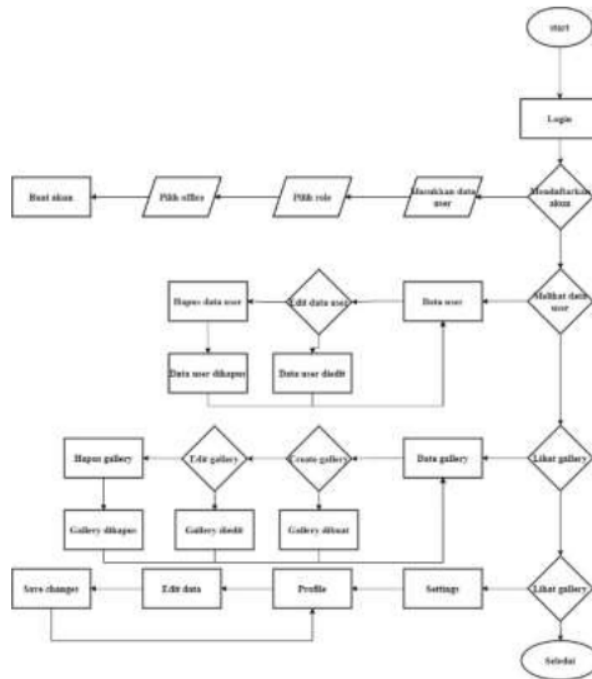 start
Login
Mendaftarkan
akun
Masukkan data
user
Pilih role
Pilih office
Buat akun
Melihat data
user
Data user
Edit data user
Hapus data user
Data user dihapus
Data user diedit
Lihat gallery
Data gallery
Create gallery
Edit gallery
Hapus gallery
Gallery dihapus
Gallery diedit
Gallery dibuat
Lihat gallery
Settings
Profile
Edit data
Save changes